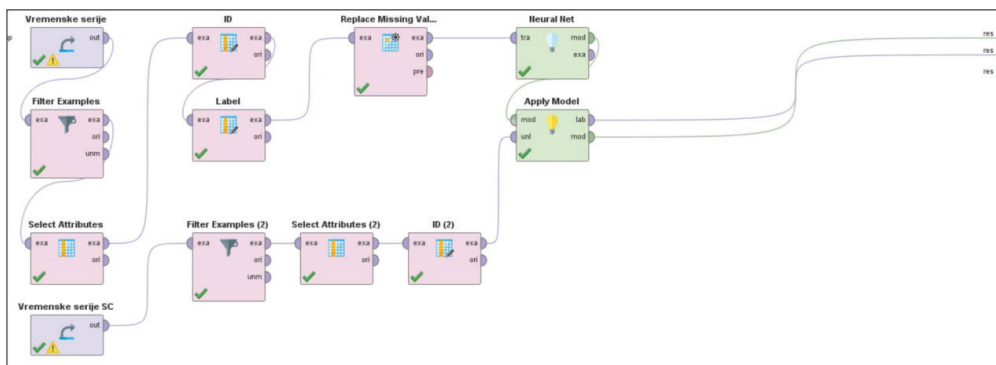 Vremenske serije
out
ID
exa exa
ori
Replace Missing Val...
exa exa
ori
pre
Neural Net
tra mod
exa
res
res
res
p
Filter Examples
exa exa
ori
unm
Label
exa exa
ori
Apply Model
mod lab
unl mod
Select Attributes
exa exa
ori
Filter Examples (2)
exa exa
ori
unm
Select Attributes (2)
exa exa
ori
ID (2)
exa exa
ori
Vremenske serije SC
out